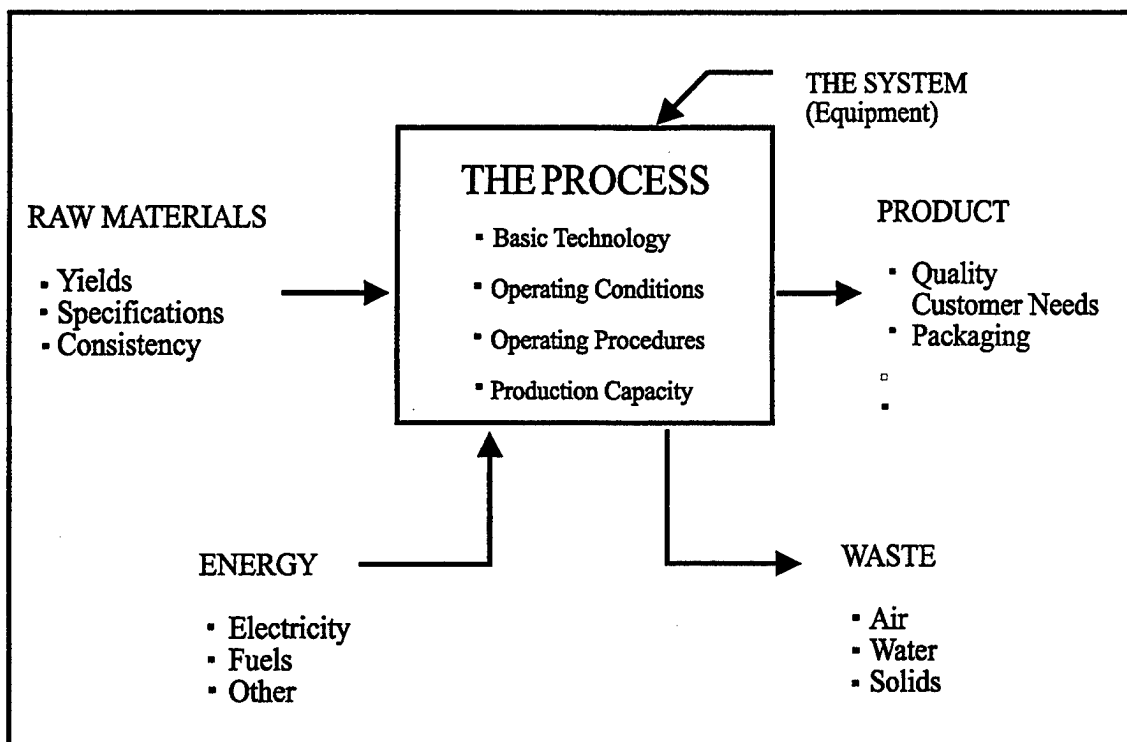 THE SYSTEM
(Equipment)
THE PROCESS
▪ Basic Technology
▪ Operating Conditions
▪ Operating Procedures
▪ Production Capacity
RAW MATERIALS
▪ Yields
▪ Specifications
▪ Consistency
PRODUCT
▪ Quality
Customer Needs
▪ Packaging
▫
▪
ENERGY
▪ Electricity
▪ Fuels
▪ Other
WASTE
▪ Air
▪ Water
▪ Solids